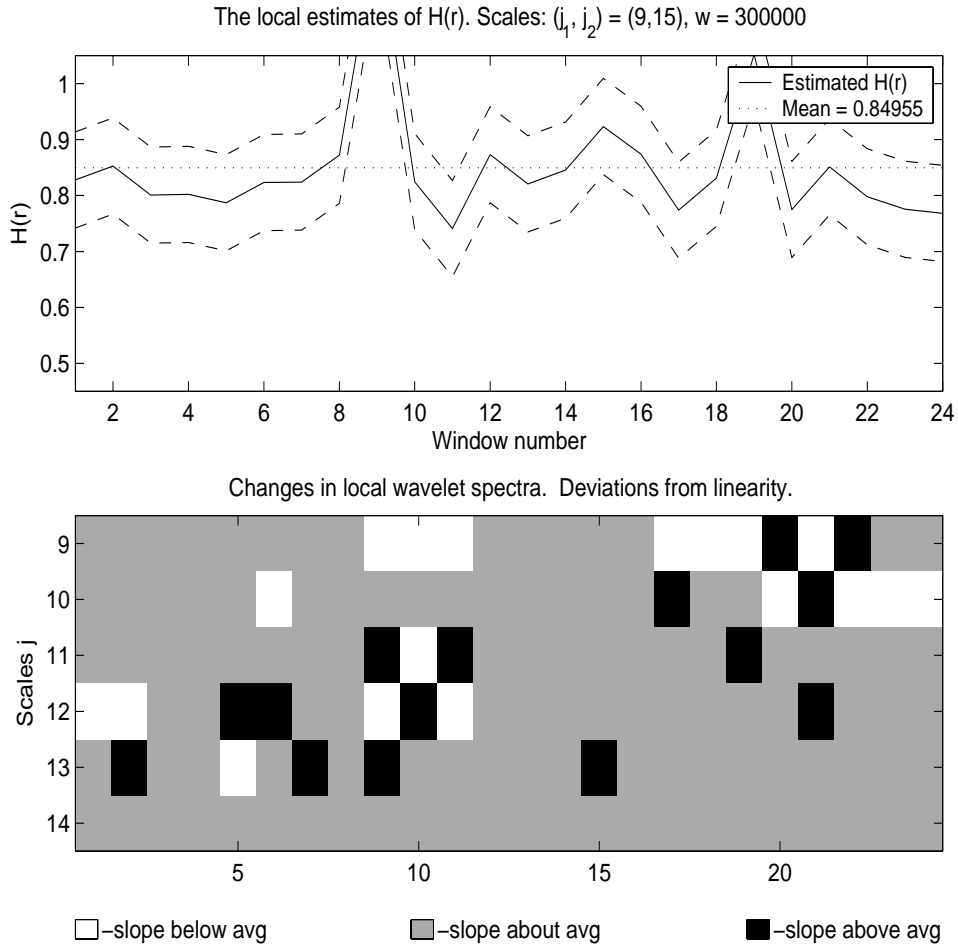 The local estimates of H(r). Scales: (j₁, j₂) = (9,15), w = 300000
1
0.9
0.8
0.7
0.6
0.5
H(r)
Estimated H(r)
Mean = 0.84955
2 4 6 8 10 12 14 16 18 20 22 24
Window number
Changes in local wavelet spectra. Deviations from linearity.
9
10
11
12
13
14
Scales j
5 10 15 20
−slope below avg −slope about avg −slope above avg